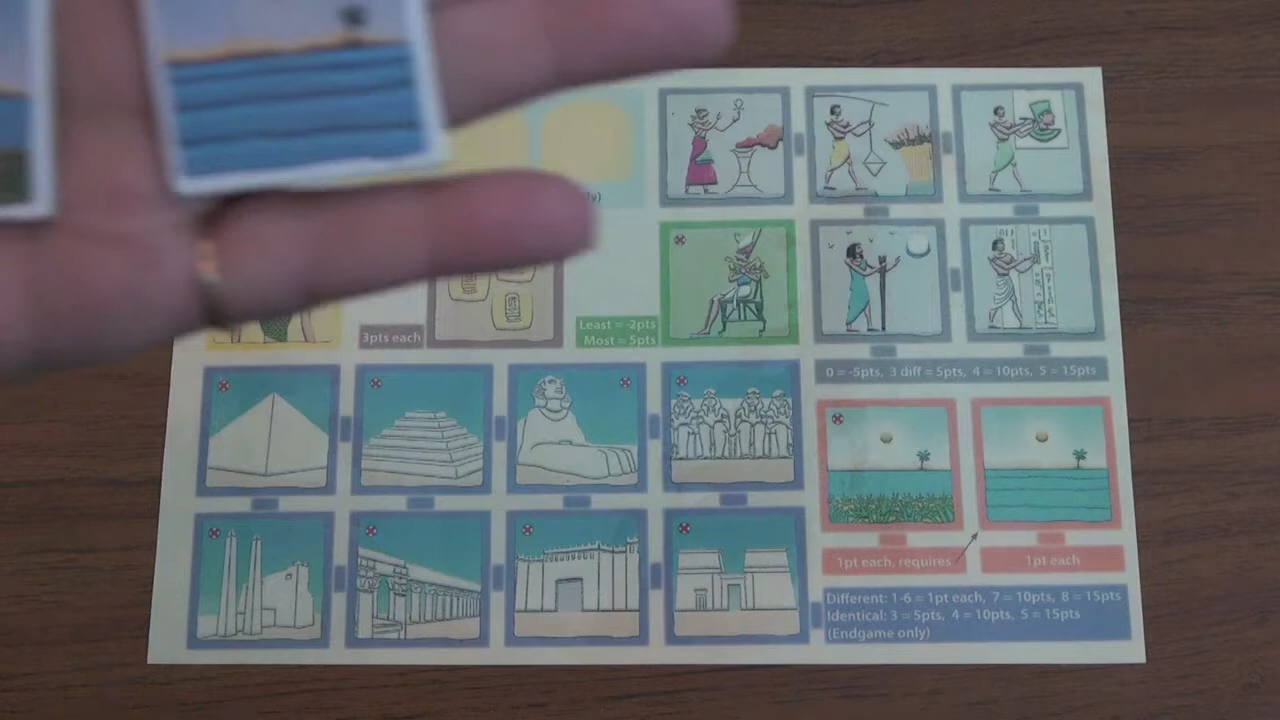 3pts each
Least = -2pts
Most = 5pts
0 = -5pts, 3 diff = 5pts, 4 = 10pts, 5 = 15pts
1pt each, requires
1pt each
Different: 1-6 = 1pt each, 7 = 10pts, 8 = 15pts
Identical: 3 = 5pts, 4 = 10pts, 5 = 15pts
(Endgame only)